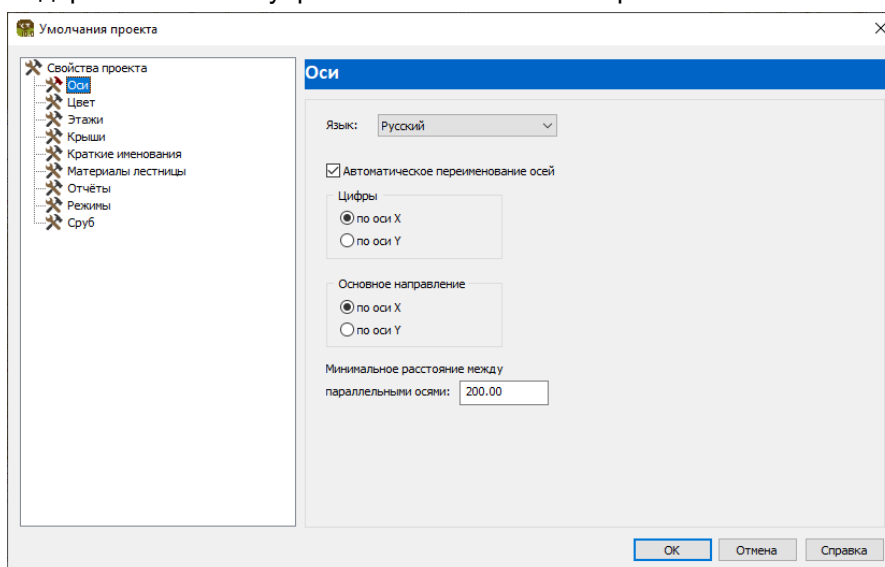 Умолчания проекта
Свойства проекта
Оси
Цвет
Этажи
Крыши
Краткие именования
Материалы лестницы
Отчёты
Режимы
Сруб
Оси
Язык: Русский
Автоматическое переименование осей
Цифры
по оси X
по оси Y
Основное направление
по оси X
по оси Y
Минимальное расстояние между
параллельными осями: 200.00
OK Отмена Справка